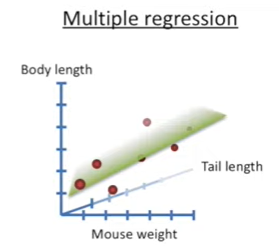 Multiple regression
Body length
Tail length
Mouse weight